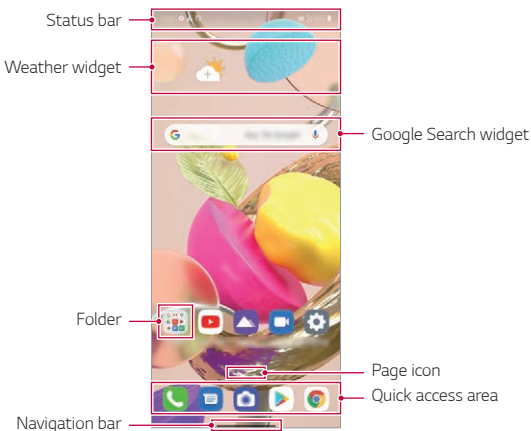 Status bar
Weather widget
Google Search widget
Folder
Page icon
Quick access area
Navigation bar